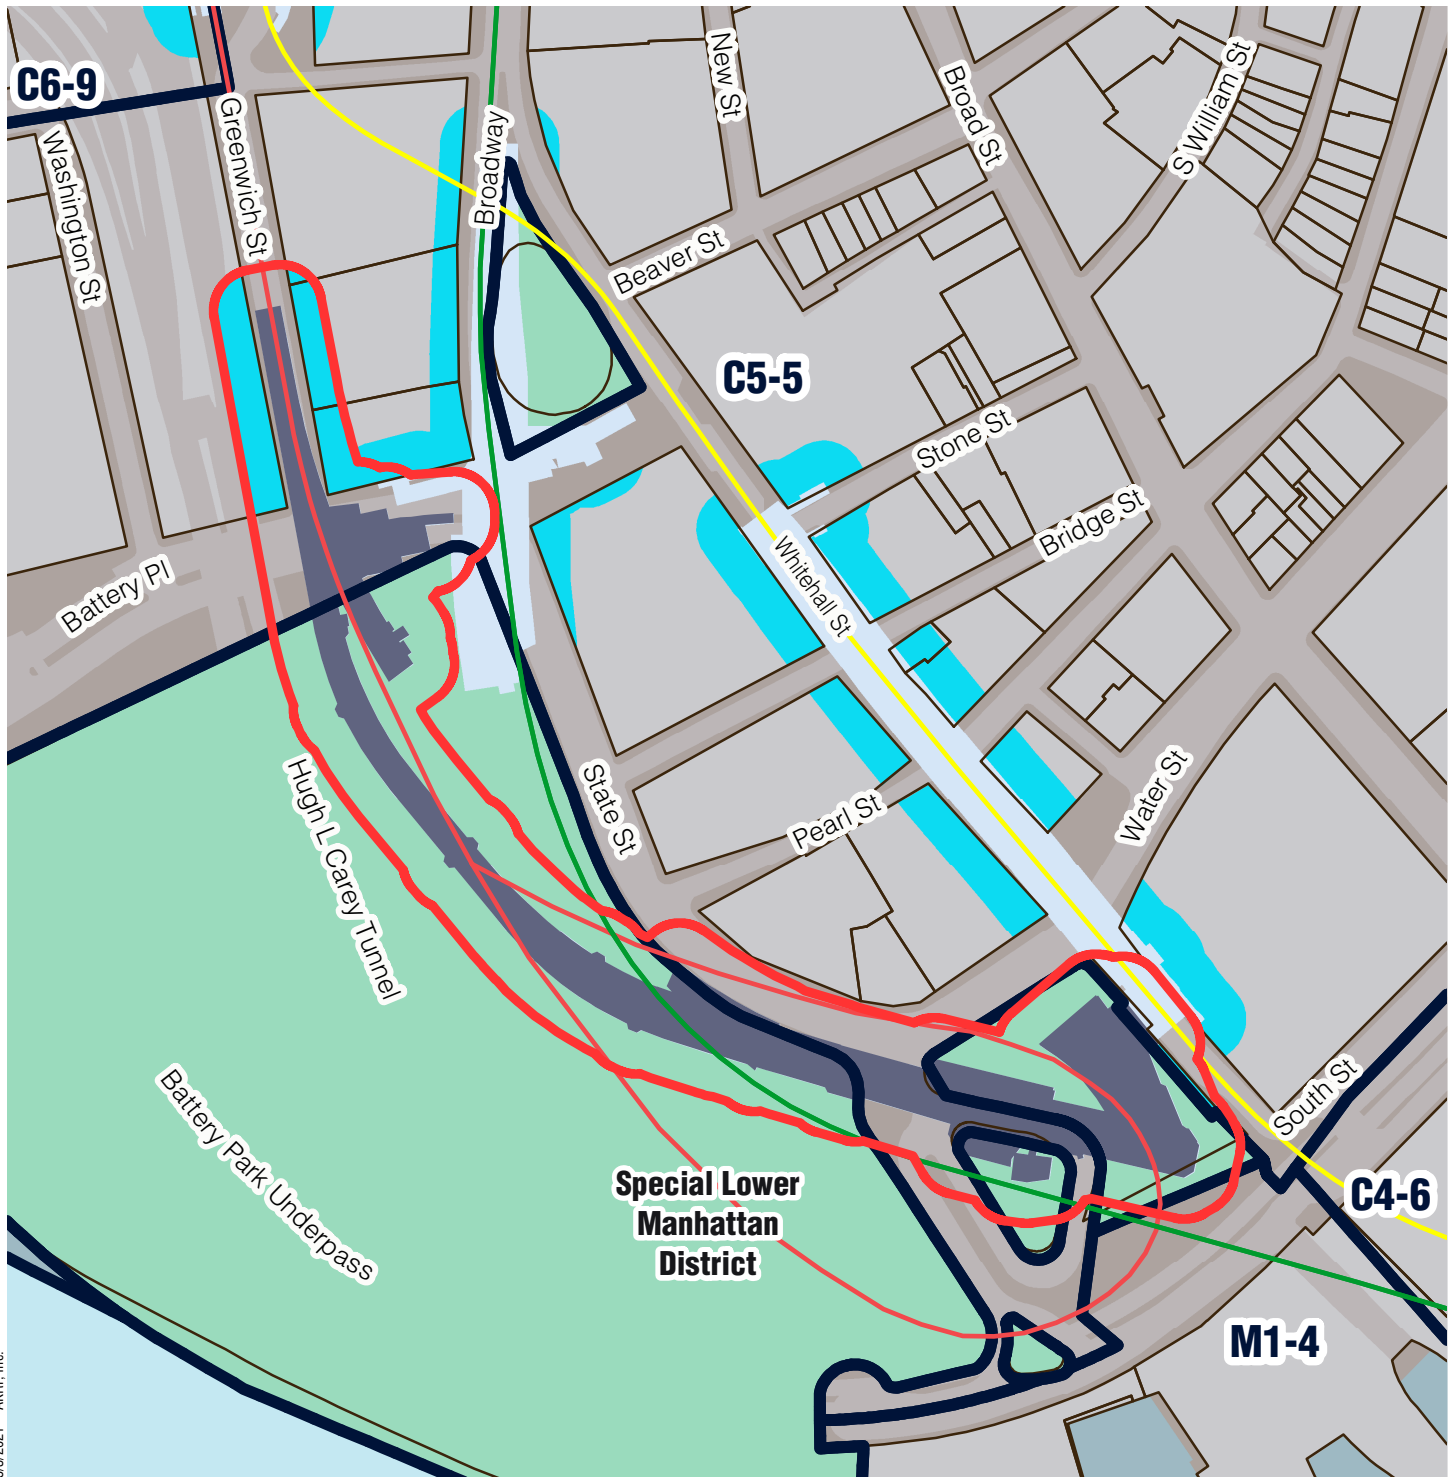 C6-9
Washington St
Greenwich St
Broadway
New St
Broad St
S William St
Beaver St
C5-5
Stone St
Bridge St
Whitehall St
Battery Pl
Hugh L Carey Tunnel
State St
Pearl St
Water St
South St
Battery Park Underpass
Special Lower
Manhattan
District
C4-6
M1-4